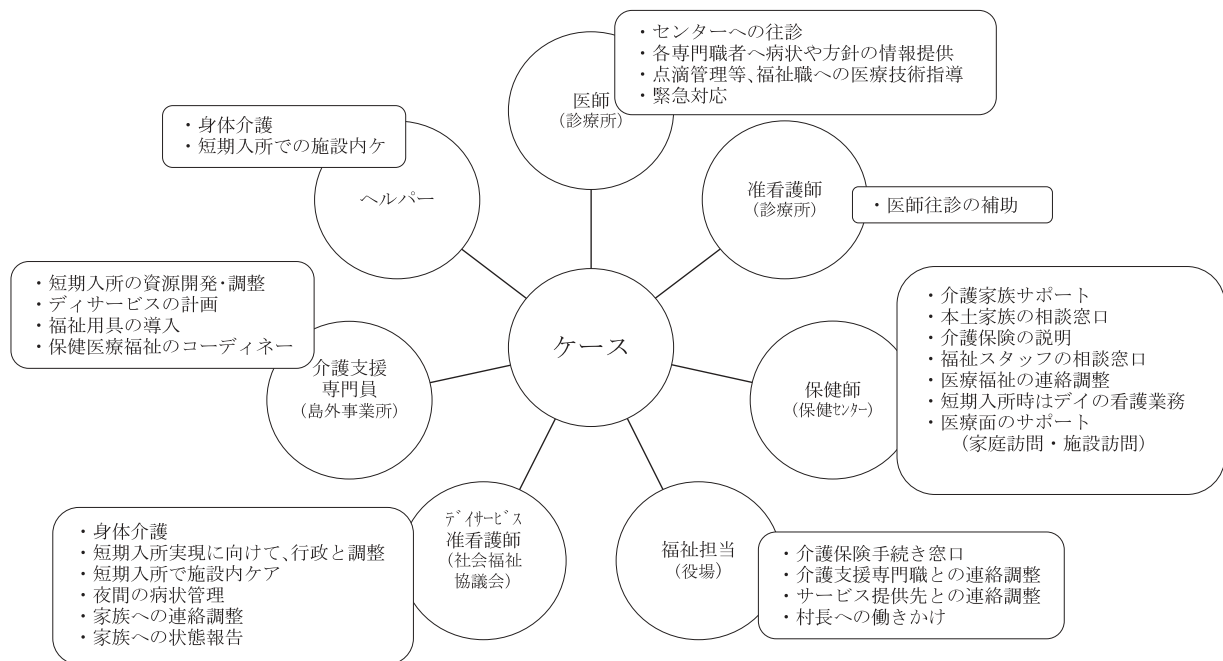 ・センターへの往診
・各専門職者へ病状や方針の情報提供
・点滴管理等、福祉職への医療技術指導
・緊急対応
医師
(診療所)
・身体介護
・短期入所での施設内ケ
ヘルパー
准看護師
(診療所)
・医師往診の補助
・短期入所の資源開発・調整
・ディサービスの計画
・福祉用具の導入
・保健医療福祉のコーディネー
介護支援
専門員
(島外事業所)
ケース
保健師
(保健ｾﾝﾀｰ)
・介護家族サポート
・本土家族の相談窓口
・介護保険の説明
・福祉スタッフの相談窓口
・医療福祉の連絡調整
・短期入所時はデイの看護業務
・医療面のサポート
(家庭訪問・施設訪問)
・身体介護
・短期入所実現に向けて、行政と調整
・短期入所で施設内ケア
・夜間の病状管理
・家族への連絡調整
・家族への状態報告
ﾃﾞｲｻｰﾋﾞｽ
准看護師
(社会福祉
協議会)
福祉担当
(役場)
・介護保険手続き窓口
・介護支援専門職との連絡調整
・サービス提供先との連絡調整
・村長への働きかけ